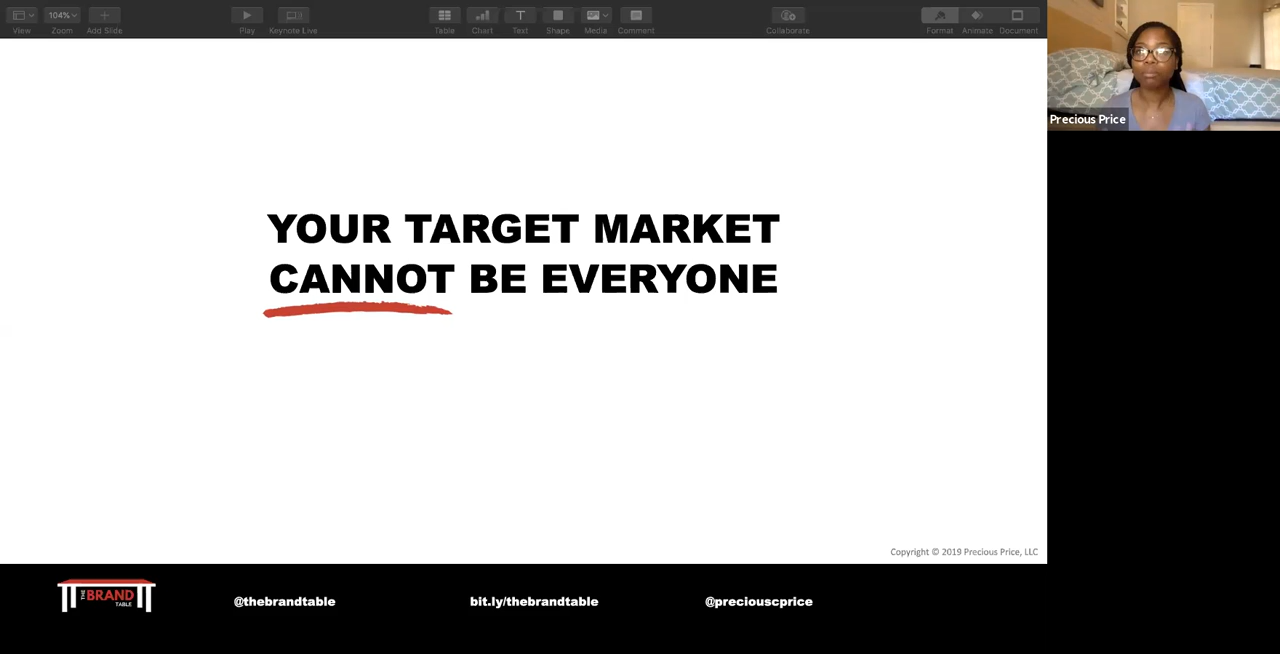 104%
View
Zoom
Add Slide
Play
Keynote Live
Table
Chart
Text
Shape
Media
Comment
Collaborate
Format
Animate
Document
Precious Price
YOUR TARGET MARKET
CANNOT BE EVERYONE
Copyright © 2019 Precious Price, LLC
THE BRAND
TABLE
@thebrandtable
bit.ly/thebrandtable
@preciouscprice